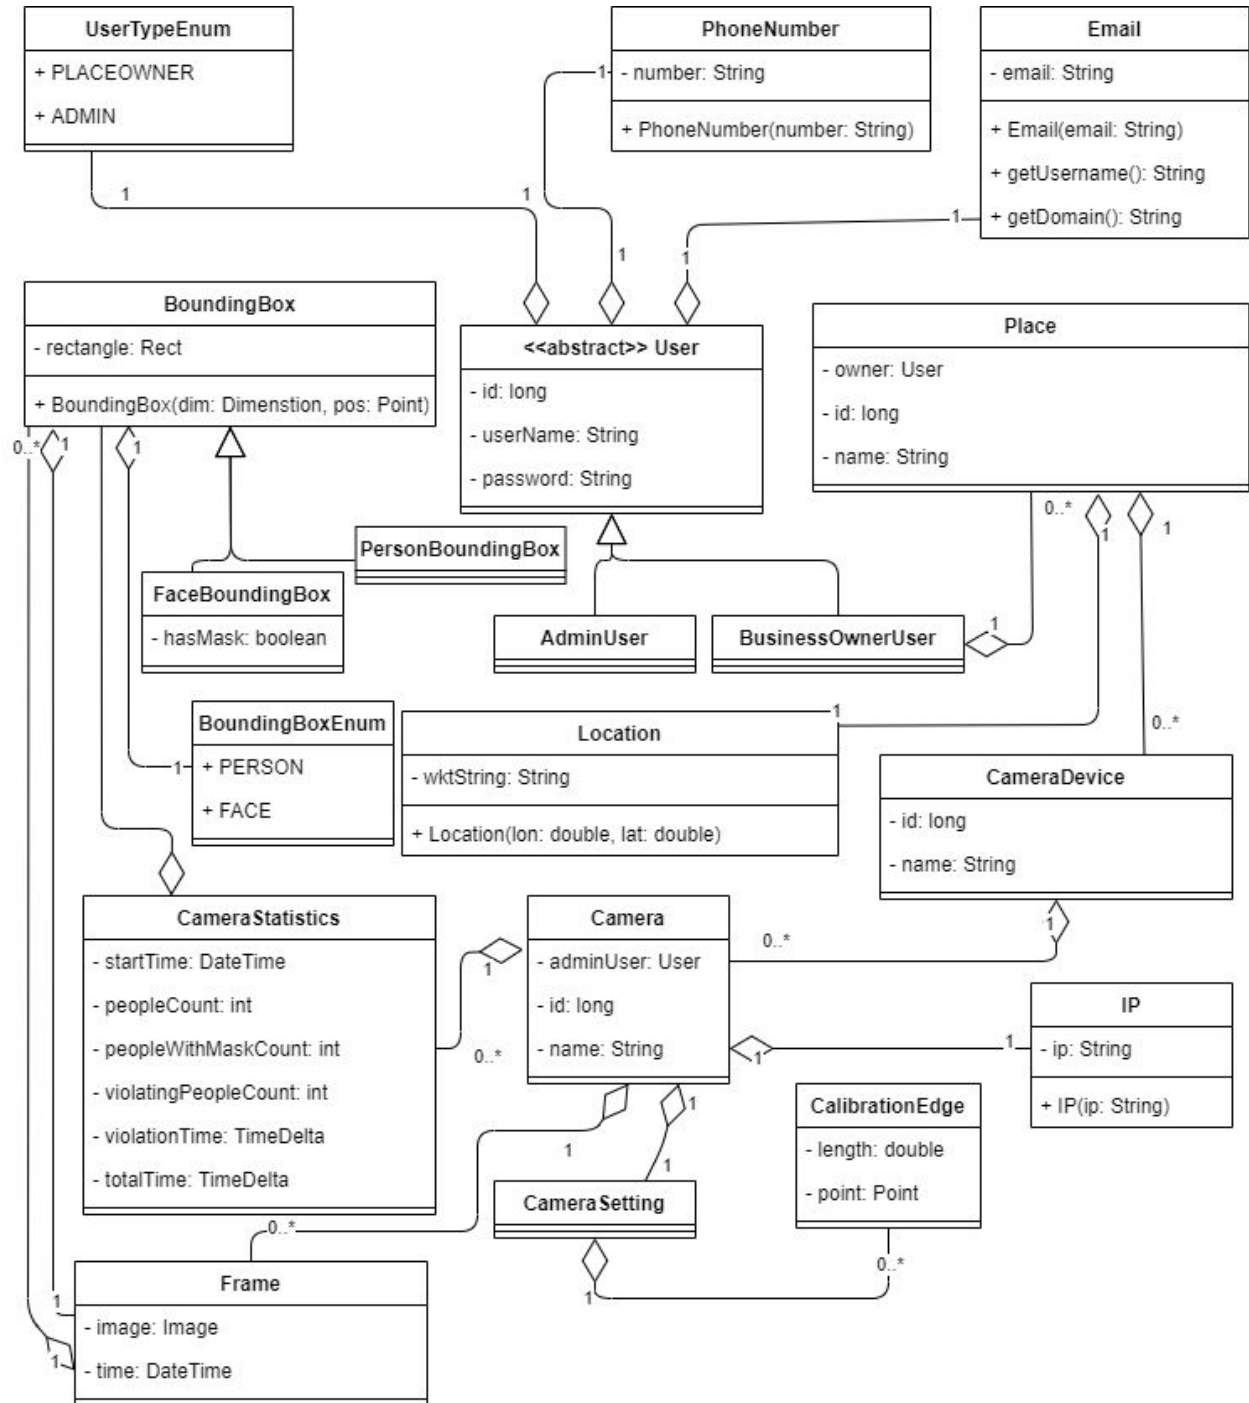 UserTypeEnum
+ PLACEOWNER
+ ADMIN
PhoneNumber
- number: String
+ PhoneNumber(number: String)
Email
- email: String
+ Email(email: String)
+ getUsername(): String
+ getDomain(): String
1
1
1
1
1
1
BoundingBox
- rectangle: Rect
+ BoundingBox(dim: Dimenstion, pos: Point)
<<abstract>> User
- id: long
- userName: String
- password: String
Place
- owner: User
- id: long
- name: String
0..*
1
1
0..*
1
1
PersonBoundingBox
FaceBoundingBox
- hasMask: boolean
AdminUser
BusinessOwnerUser
1
BoundingBoxEnum
+ PERSON
+ FACE
1
Location
- wktString: String
+ Location(lon: double, lat: double)
1
0..*
CameraDevice
- id: long
- name: String
CameraStatistics
- startTime: DateTime
- peopleCount: int
- peopleWithMaskCount: int
- violatingPeopleCount: int
- violationTime: TimeDelta
- totalTime: TimeDelta
1
0..*
Camera
- adminUser: User
- id: long
- name: String
0..*
1
1
1
IP
- ip: String
+ IP(ip: String)
CalibrationEdge
- length: double
- point: Point
1
1
1
CameraSetting
0..*
0..*
1
Frame
- image: Image
- time: DateTime
1
1